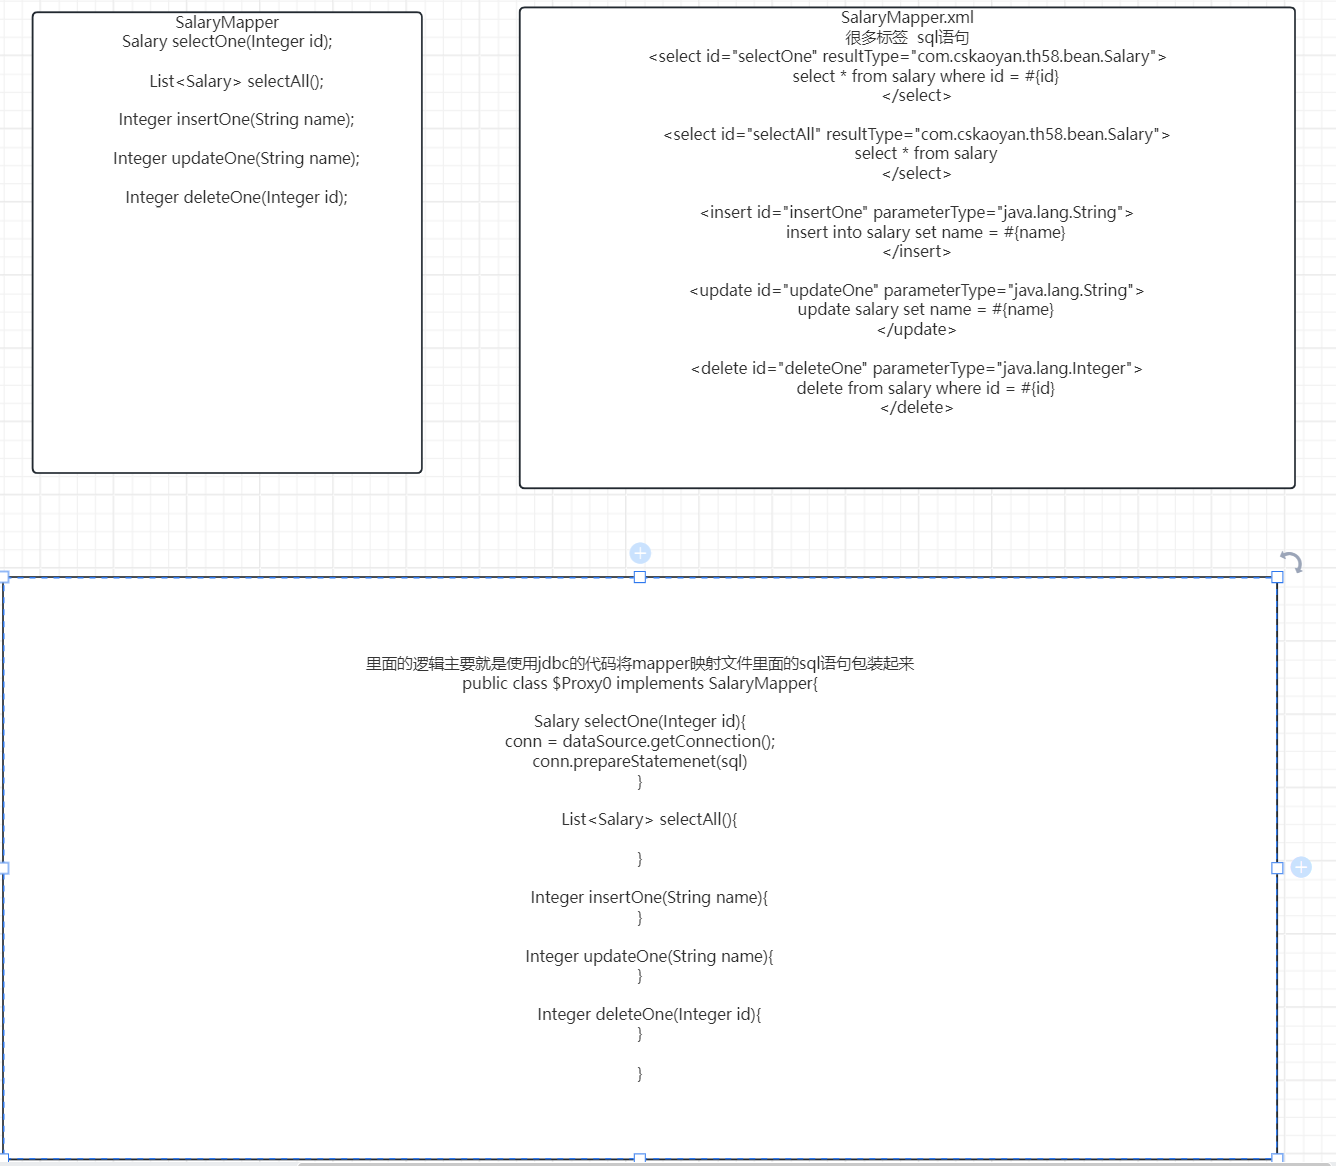 SalaryMapper
Salary selectOne(Integer id);
List<Salary> selectAll();
Integer insertOne(String name);
Integer updateOne(String name);
Integer deleteOne(Integer id);
SalaryMapper.xml
很多标签 sql语句
<select id="selectOne" resultType="com.cskaoyan.th58.bean.Salary">
select * from salary where id = #{id}
</select>
<select id="selectAll" resultType="com.cskaoyan.th58.bean.Salary">
select * from salary
</select>
<insert id="insertOne" parameterType="java.lang.String">
insert into salary set name = #{name}
</insert>
<update id="updateOne" parameterType="java.lang.String">
update salary set name = #{name}
</update>
<delete id="deleteOne" parameterType="java.lang.Integer">
delete from salary where id = #{id}
</delete>
里面的逻辑主要就是使用jdbc的代码将mapper映射文件里面的sql语句包装起来
public class $Proxy0 implements SalaryMapper{
Salary selectOne(Integer id){
conn = dataSource.getConnection();
conn.prepareStatemenet(sql)
}
List<Salary> selectAll(){
}
Integer insertOne(String name){
}
Integer updateOne(String name){
}
Integer deleteOne(Integer id){
}
}